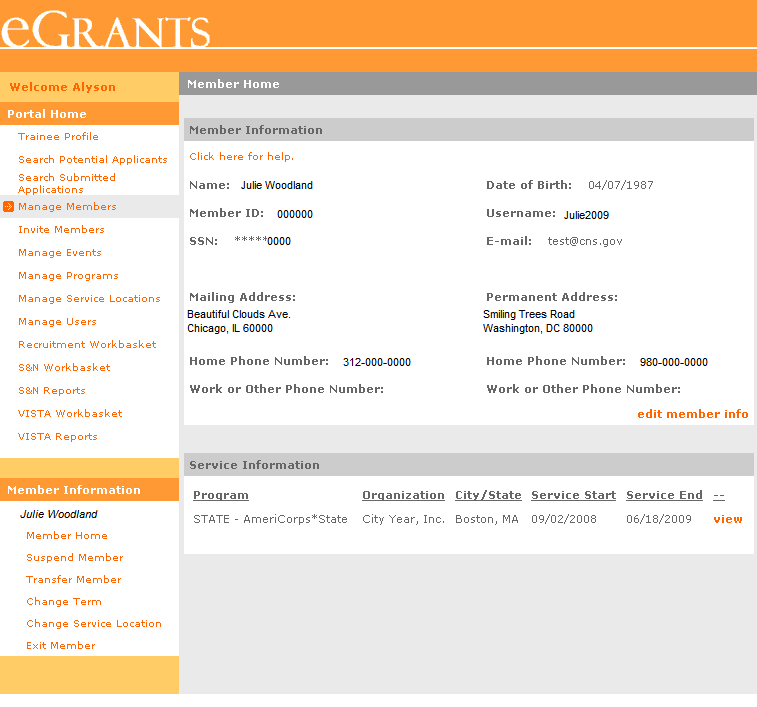 eGRANTS
Welcome Alyson
Portal Home
Trainee Profile
Search Potential Applicants
Search Submitted
Applications
Manage Members
Invite Members
Manage Events
Manage Programs
Manage Service Locations
Manage Users
Recruitment Workbasket
S&N Workbasket
S&N Reports
VISTA Workbasket
VISTA Reports
Member Information
Julie Woodland
Member Home
Suspend Member
Transfer Member
Change Term
Change Service Location
Exit Member
Member Home
Member Information
Click here for help.
Name: Julie Woodland Date of Birth: 04/07/1987
Member ID: 000000 Username: Julie2009
SSN: *****0000 E-mail: test@cns.gov
Mailing Address: Permanent Address:
Beautiful Clouds Ave. Smiling Trees Road
Chicago, IL 60000 Washington, DC 80000
Home Phone Number: 312-000-0000 Home Phone Number: 980-000-0000
Work or Other Phone Number: Work or Other Phone Number:
edit member info
Service Information
Program Organization City/State Service Start Service End --
STATE - AmeriCorps*State City Year, Inc. Boston, MA 09/02/2008 06/18/2009 view